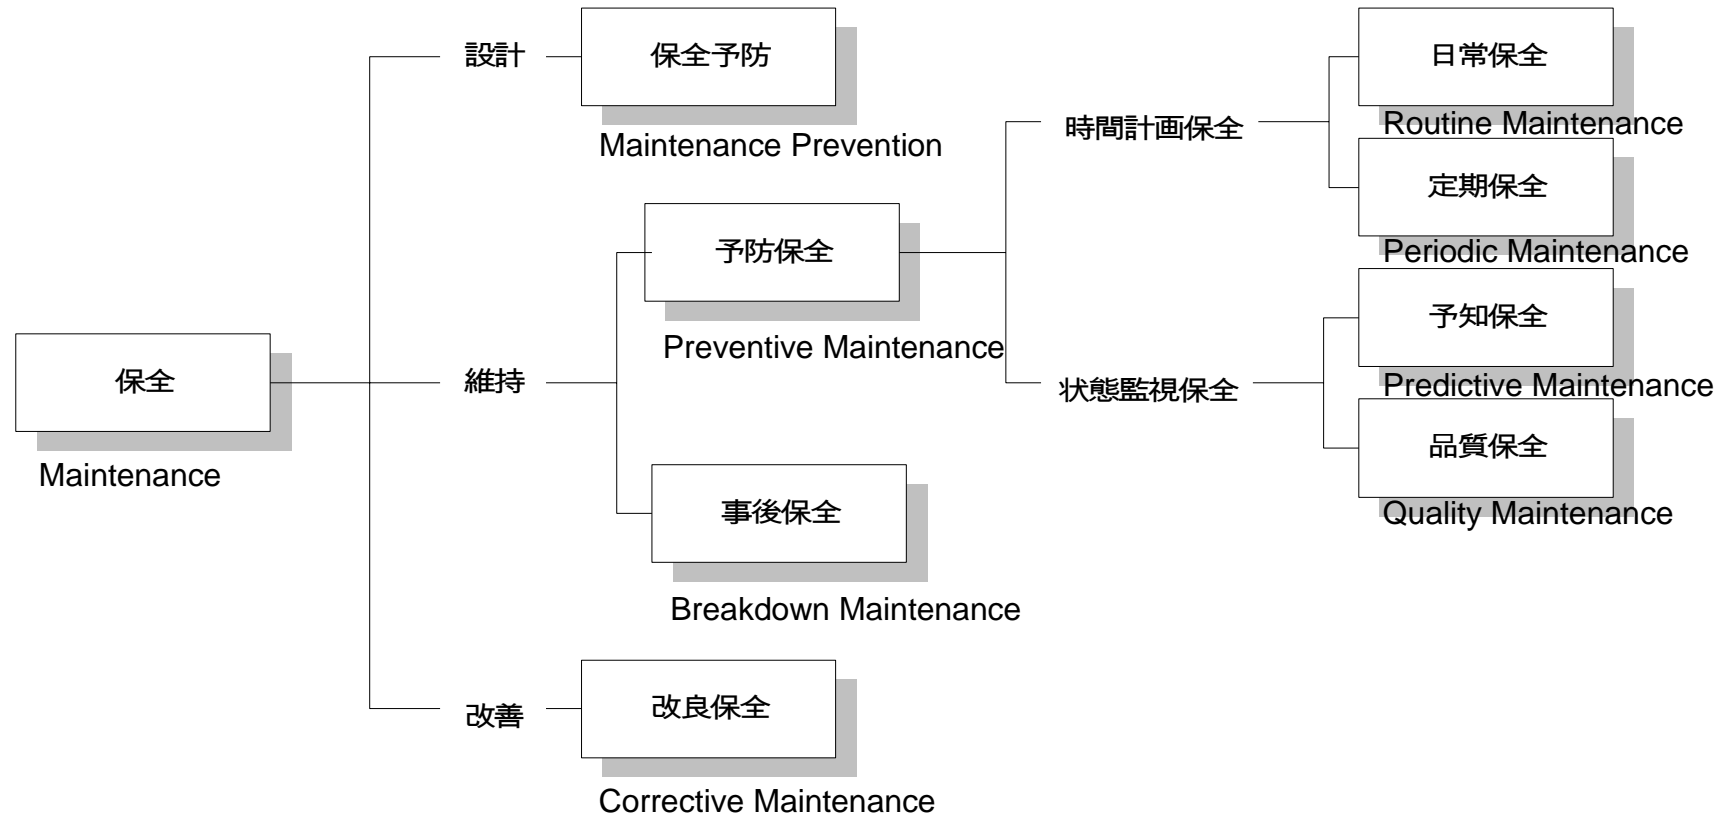 設計
保全予防
Maintenance Prevention
日常保全
Routine Maintenance
時間計画保全
定期保全
Periodic Maintenance
予防保全
Preventive Maintenance
予知保全
Predictive Maintenance
保全
Maintenance
維持
状態監視保全
品質保全
Quality Maintenance
事後保全
Breakdown Maintenance
改善
改良保全
Corrective Maintenance